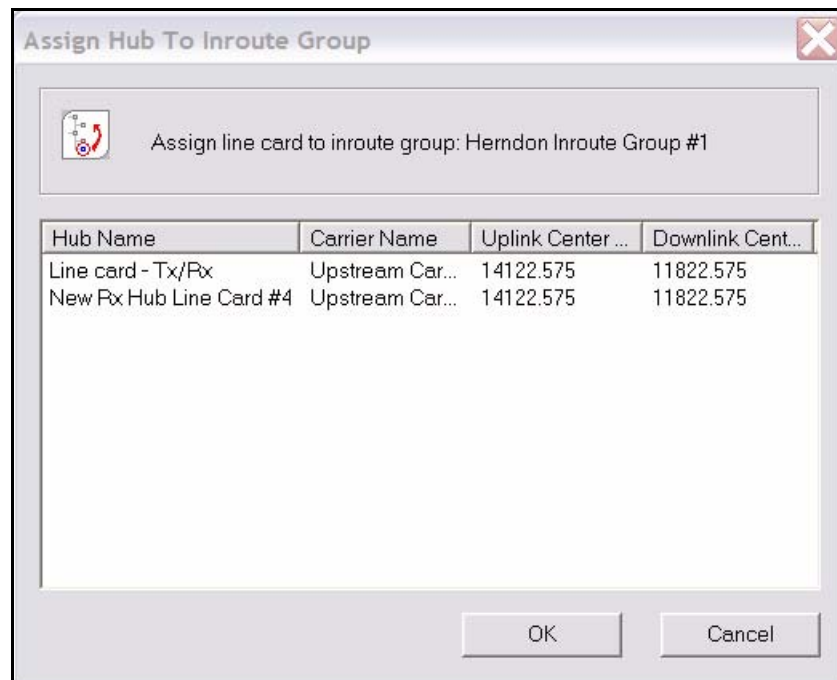 Assign Hub To Inroute Group
Assign line card to inroute group: Herndon Inroute Group #1
Hub Name Carrier Name Uplink Center ... Downlink Cent...
Line card - Tx/Rx Upstream Car... 14122.575 11822.575
New Rx Hub Line Card #4 Upstream Car... 14122.575 11822.575
OK Cancel